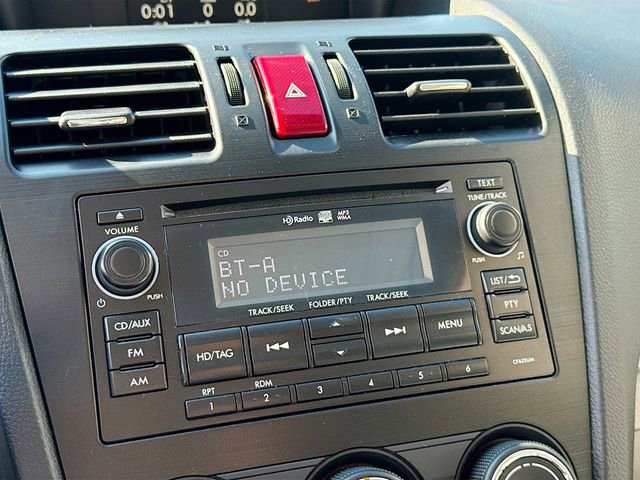 0:01 0 0.0
TEXT
HD Radio MP3 WMA
TUNE/TRACK
VOLUME
CD
BT-A
NO DEVICE
PUSH
PUSH
LIST/
TRACK/SEEK FOLDER/PTY TRACK/SEEK
PTY
CD/AUX
SCAN/AS
FM
HD/TAG
MENU
AM
CF625UM
RPT RDM
1 2 3 4 5 6